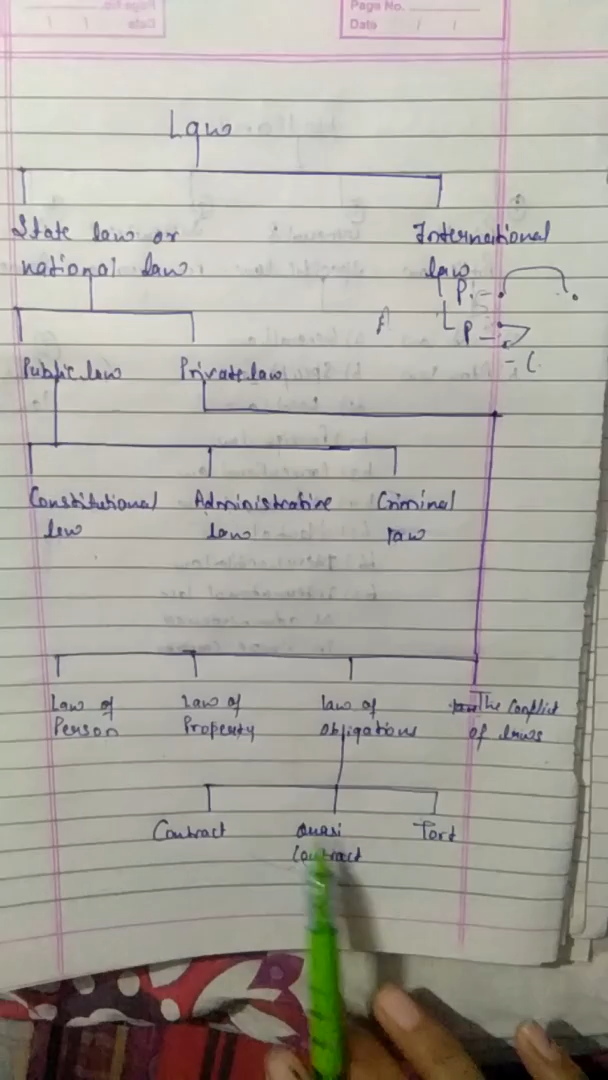 Page No.
Date / /
Law
State law or
national law
International
law
P.-
P -
- C
Public law
Private law
Constitutional
law
Administrative
law
Criminal
law
Law of
Person
Law of
Property
law of
Obligations
The Conflict
of laws
Contract
Quasi
Contract
Tort